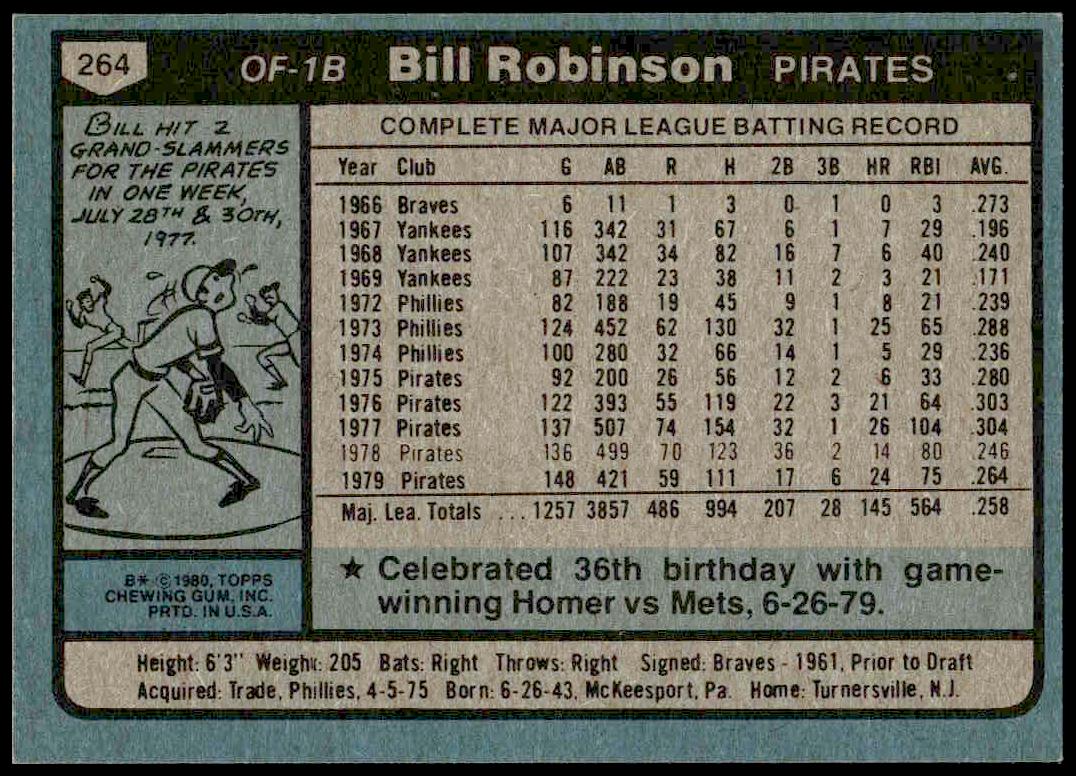 264 OF-1B Bill Robinson PIRATES
BILL HIT 2
GRAND-SLAMMERS
FOR THE PIRATES
IN ONE WEEK,
JULY 28TH & 30TH,
1977.
COMPLETE MAJOR LEAGUE BATTING RECORD
Year Club G AB R H 2B 3B HR RBI AVG.
1966 Braves 6 11 1 3 0 1 0 3 .273
1967 Yankees 116 342 31 67 6 1 7 29 .196
1968 Yankees 107 342 34 82 16 7 6 40 .240
1969 Yankees 87 222 23 38 11 2 3 21 .171
1972 Phillies 82 188 19 45 9 1 8 21 .239
1973 Phillies 124 452 62 130 32 1 25 65 .288
1974 Phillies 100 280 32 66 14 1 5 29 .236
1975 Pirates 92 200 26 56 12 2 6 33 .280
1976 Pirates 122 393 55 119 22 3 21 64 .303
1977 Pirates 137 507 74 154 32 1 26 104 .304
1978 Pirates 136 499 70 123 36 2 14 80 .246
1979 Pirates 148 421 59 111 17 6 24 75 .264
Maj. Lea. Totals ... 1257 3857 486 994 207 28 145 564 .258
★ Celebrated 36th birthday with game-
winning Homer vs Mets, 6-26-79.
B* © 1980, TOPPS
CHEWING GUM, INC.
PRTD. IN U.S.A.
Height: 6'3" Weight: 205 Bats: Right Throws: Right Signed: Braves - 1961, Prior to Draft
Acquired: Trade, Phillies, 4-5-75 Born: 6-26-43, McKeesport, Pa. Home: Turnersville, N.J.